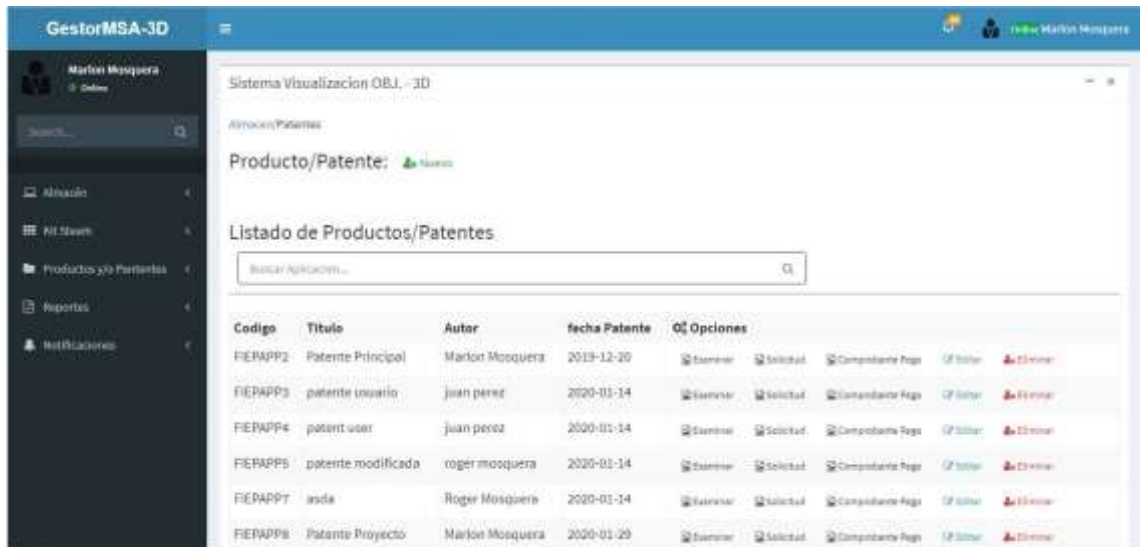 GestorMSA-3D
Online Marlon Mosquera
Marlon Mosquera
Online
Search...
Almacén
Kit Steam
Productos y/o Pantentes
Reportes
Notificaciones
Sistema Visualizacion OBJ. - 3D
Almacen/Patentes
Producto/Patente: Nuevo
Listado de Productos/Patentes
Buscar Aplicacion...
Codigo Titulo Autor fecha Patente Opciones
FIEPAPP2 Patente Principal Marlon Mosquera 2019-12-20 Examinar Solicitud Comprobante Pago Editar Eliminar
FIEPAPP3 patente usuario juan perez 2020-01-14 Examinar Solicitud Comprobante Pago Editar Eliminar
FIEPAPP4 patent user juan perez 2020-01-14 Examinar Solicitud Comprobante Pago Editar Eliminar
FIEPAPP5 patente modificada roger mosquera 2020-01-14 Examinar Solicitud Comprobante Pago Editar Eliminar
FIEPAPP7 asda Roger Mosquera 2020-01-14 Examinar Solicitud Comprobante Pago Editar Eliminar
FIEPAPP8 Patente Proyecto Marlon Mosquera 2020-01-29 Examinar Solicitud Comprobante Pago Editar Eliminar